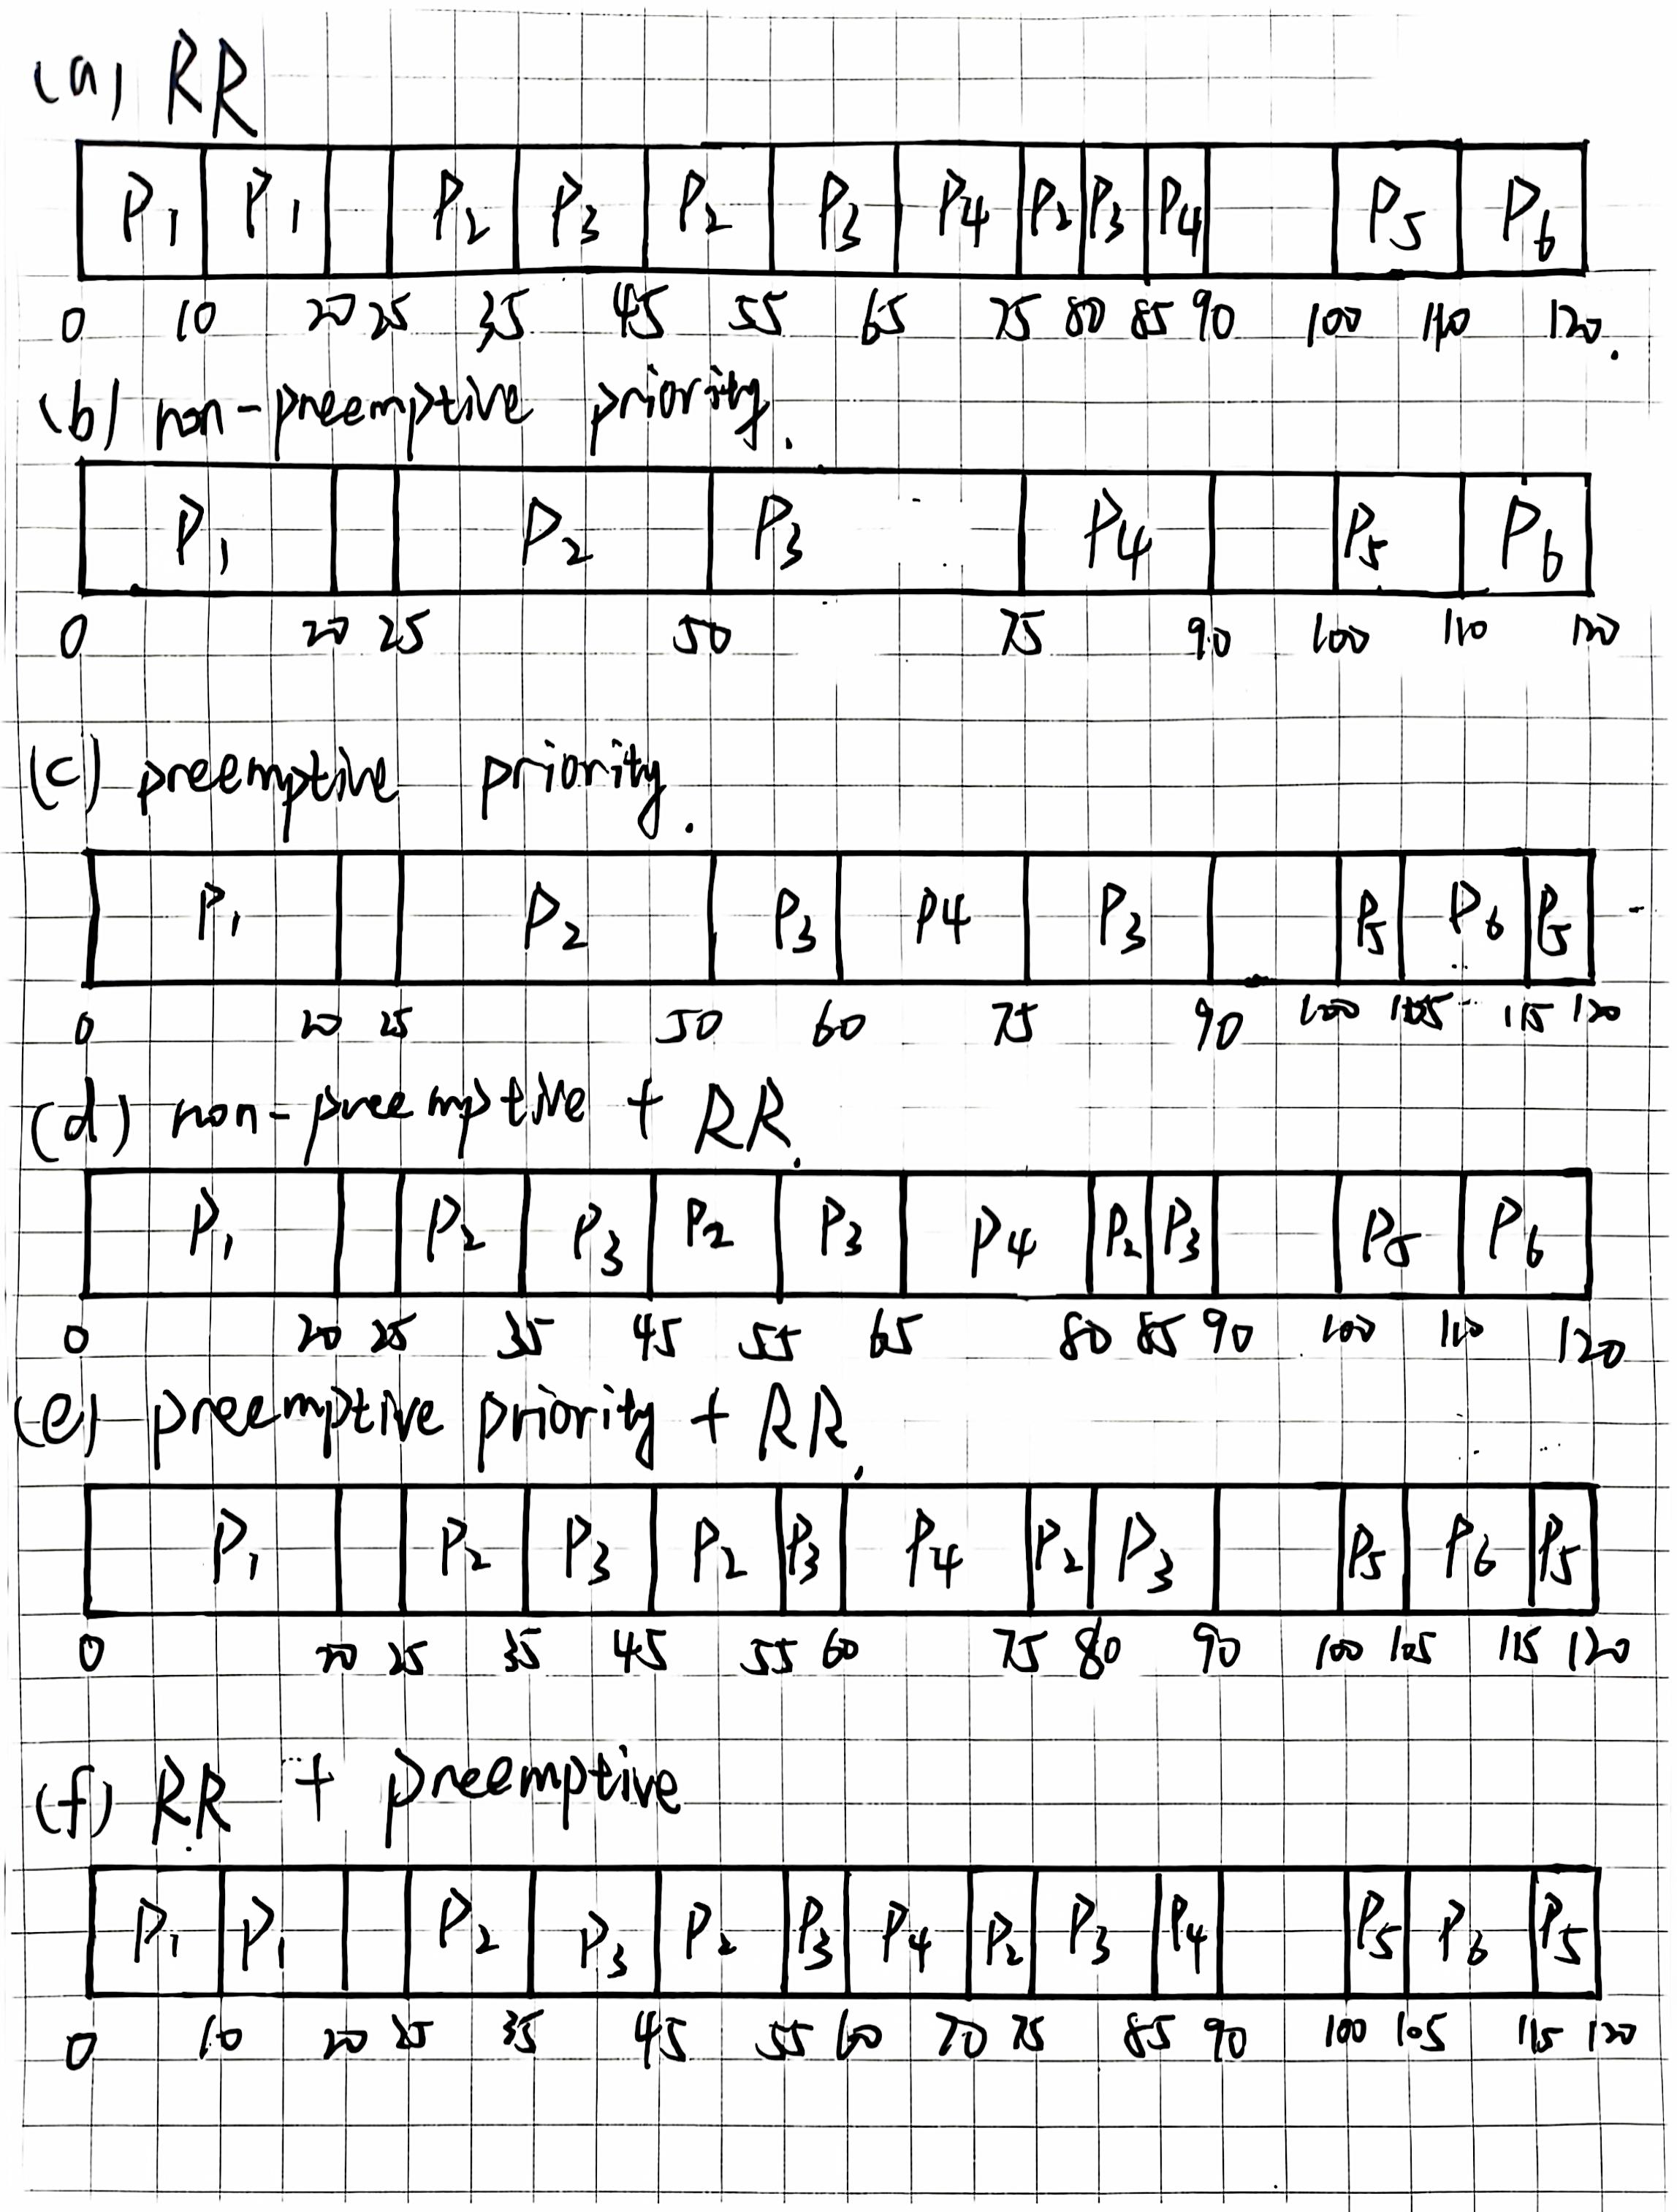 (a) RR
P1 P1 P2 P3 P2 P3 P4 P2 P3 P4 P5 P6
0 10 20 25 35 45 55 65 75 80 85 90 100 110 120.
(b) non-preemptive priority.
P1 P2 P3 P4 P5 P6
0 20 25 50 75 90 100 110 120
(c) preemptive priority.
P1 P2 P3 P4 P3 P5 P6 P5
0 20 25 50 60 75 90 100 105 115 120
(d) non-preemptive + RR.
P1 P2 P3 P2 P3 P4 P2 P3 P5 P6
0 20 25 35 45 55 65 80 85 90 100 110 120
(e) preemptive priority + RR.
P1 P2 P3 P2 P3 P4 P2 P3 P5 P6 P5
0 20 25 35 45 55 60 75 80 90 100 105 115 120
(f) RR + preemptive
P1 P1 P2 P3 P2 P3 P4 P2 P3 P4 P5 P6 P5
0 10 20 25 35 45 55 60 70 75 85 90 100 105 115 120